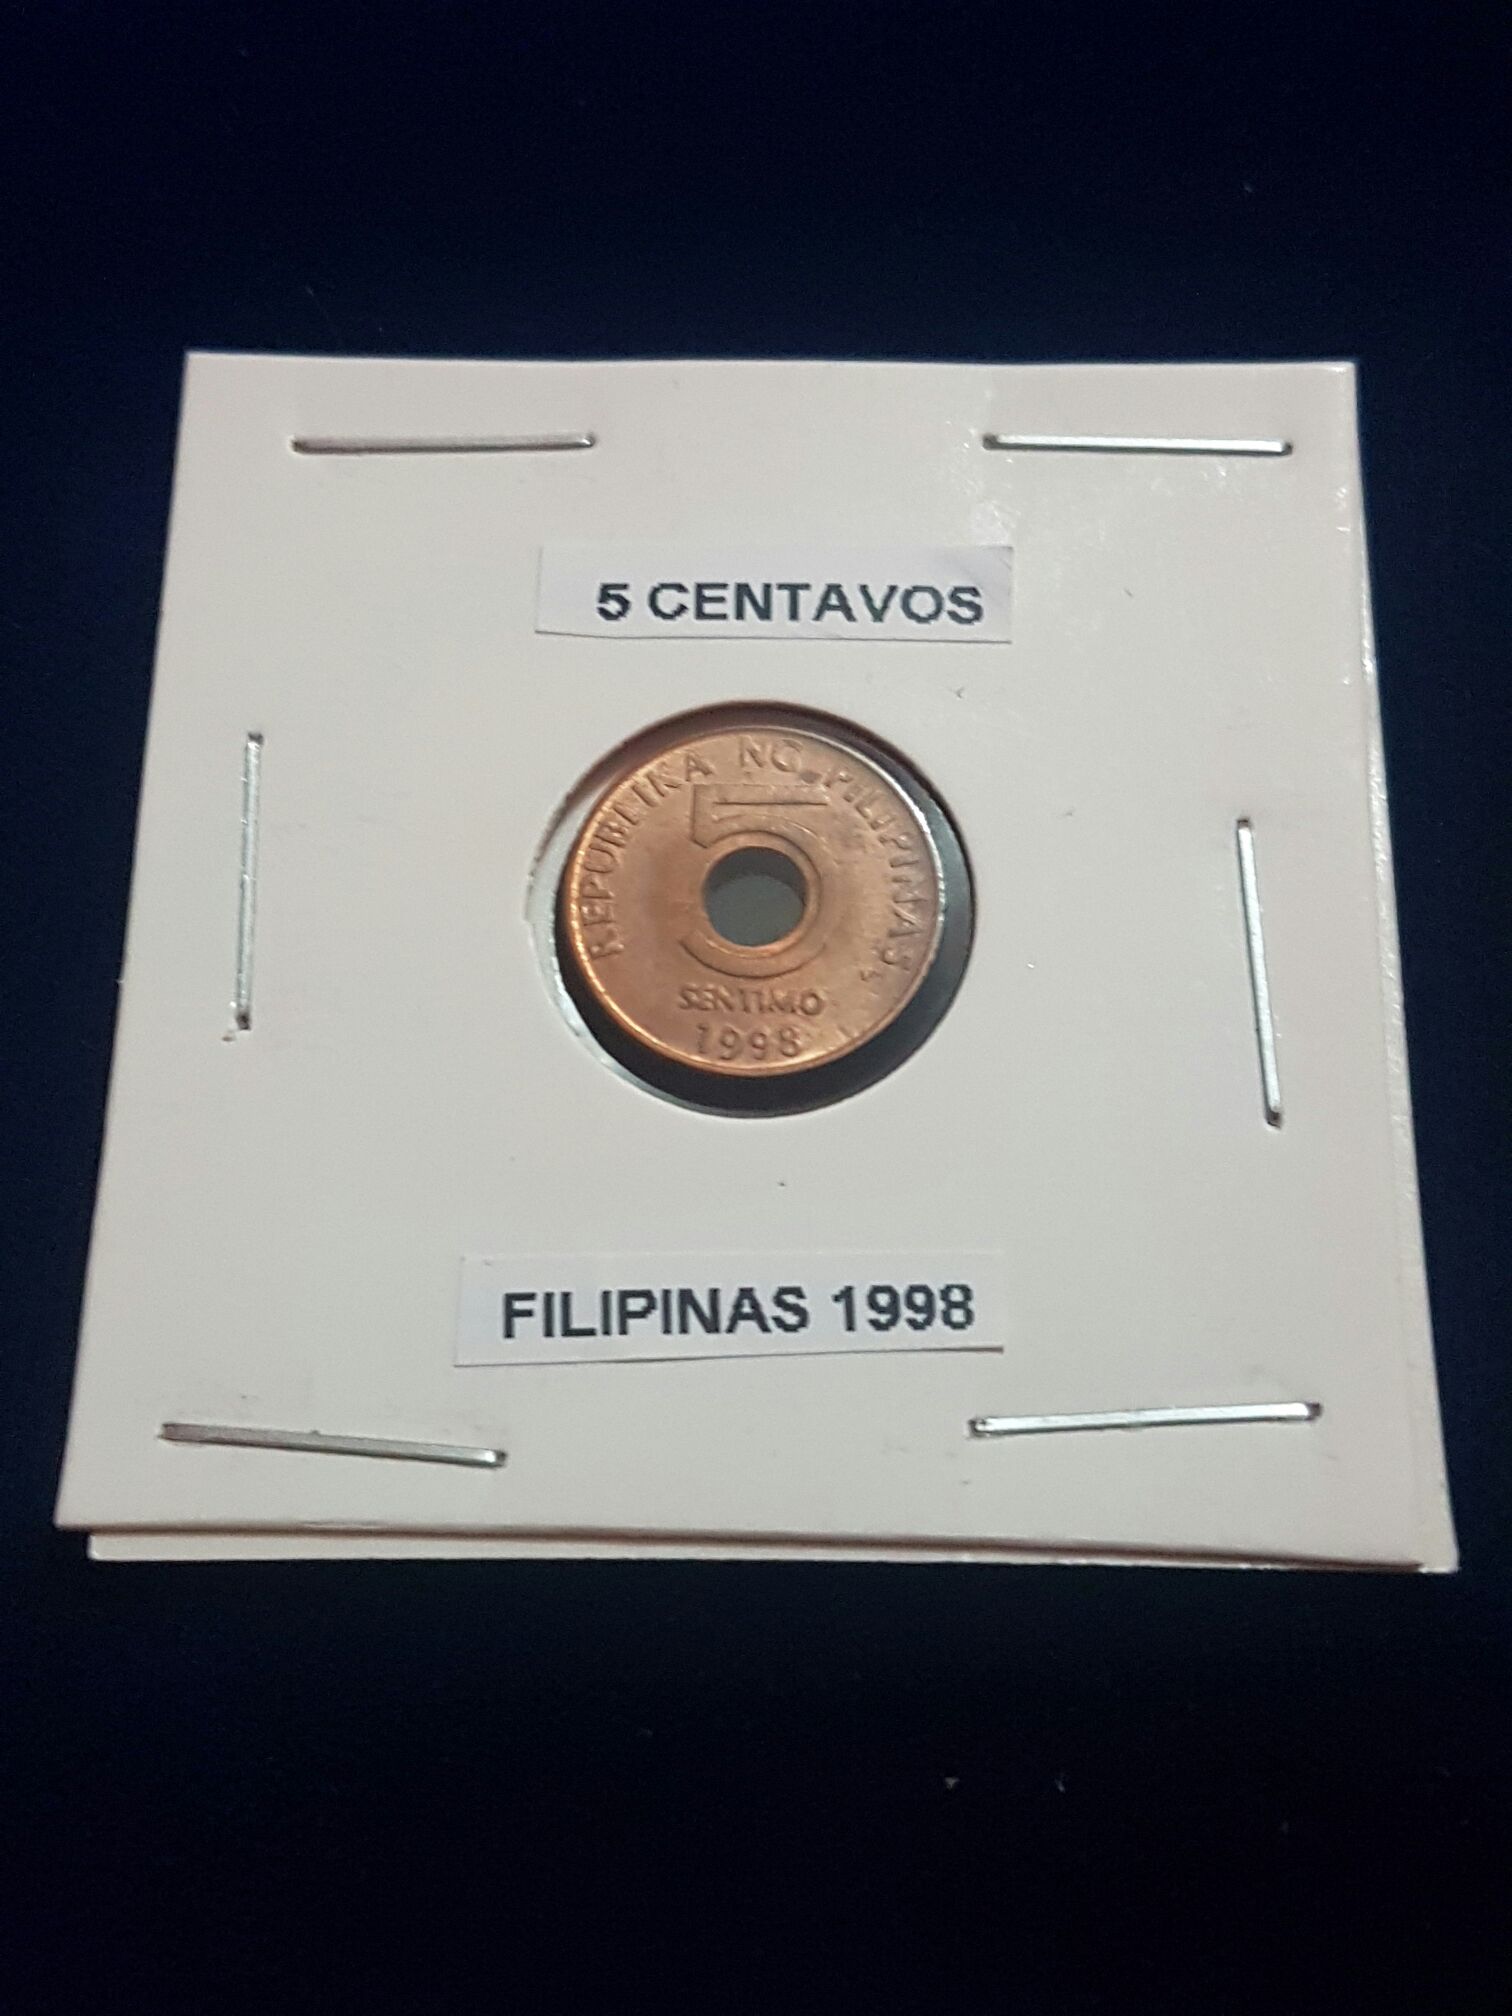 5 CENTAVOS
REPUBLIKA NG PILIPINAS
5
SENTIMO
1998
FILIPINAS 1998